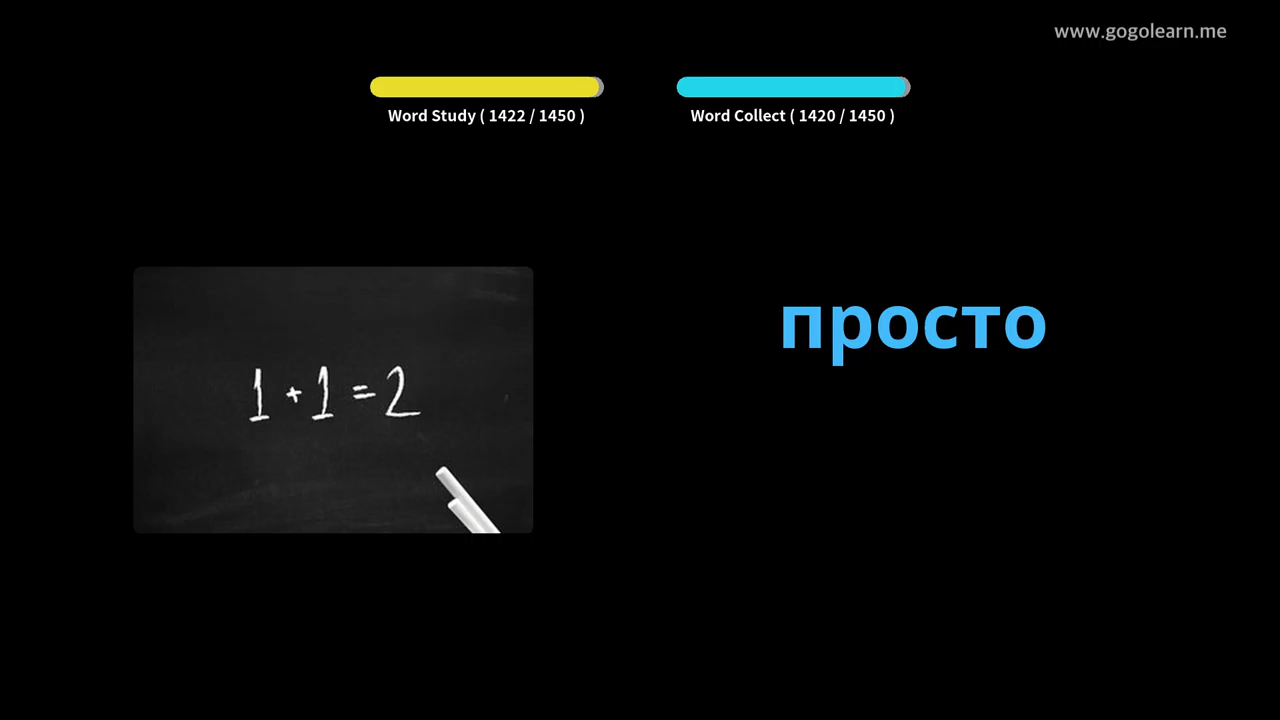 www.gogolearn.me
Word Study ( 1422 / 1450 )
Word Collect ( 1420 / 1450 )
просто
1 + 1 = 2